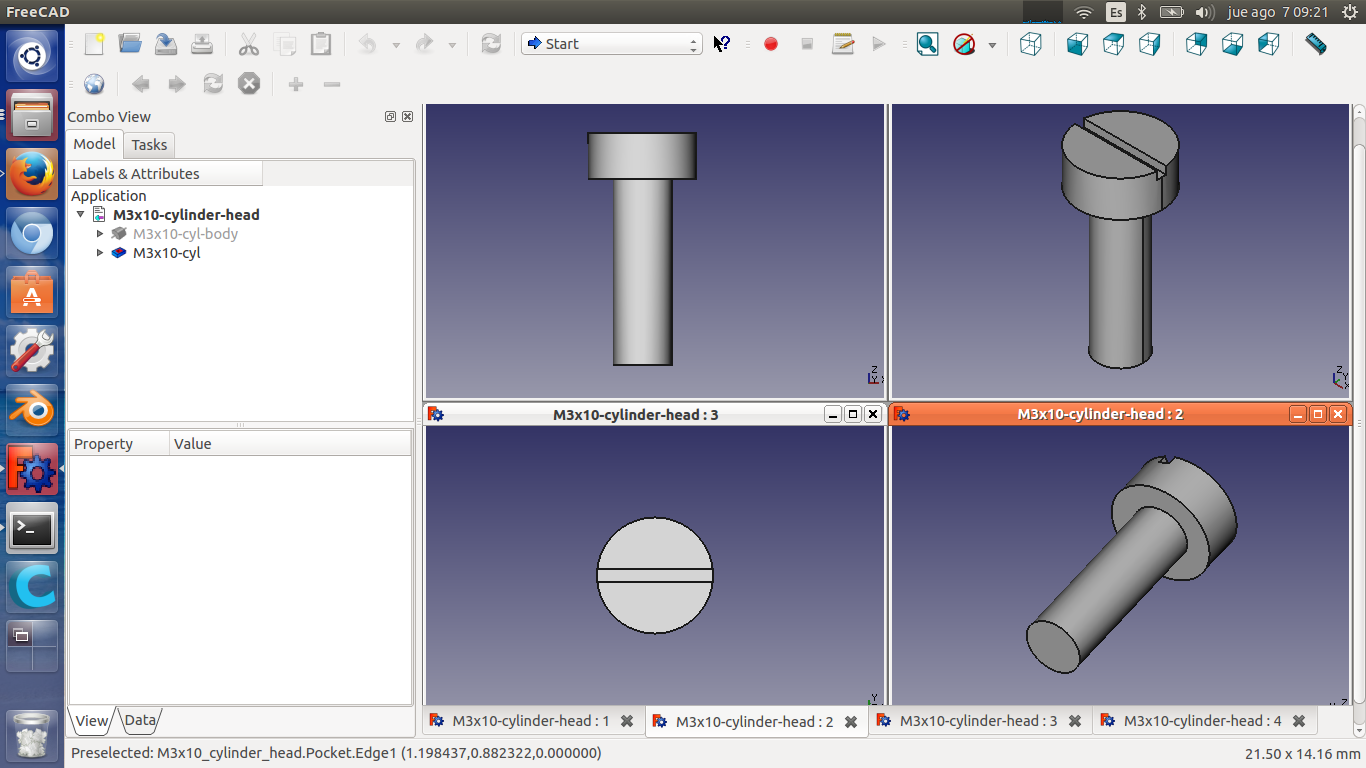 FreeCAD
Es
jue ago 7 09:21
Start
Combo View
Model
Tasks
Labels & Attributes
Application
M3x10-cylinder-head
M3x10-cyl-body
M3x10-cyl
Property
Value
View
Data
Z
Y
X
Z
Y
X
M3x10-cylinder-head : 3
M3x10-cylinder-head : 2
Y
Z
M3x10-cylinder-head : 1
M3x10-cylinder-head : 2
M3x10-cylinder-head : 3
M3x10-cylinder-head : 4
Preselected: M3x10_cylinder_head.Pocket.Edge1 (1.198437,0.882322,0.000000)
21.50 x 14.16 mm